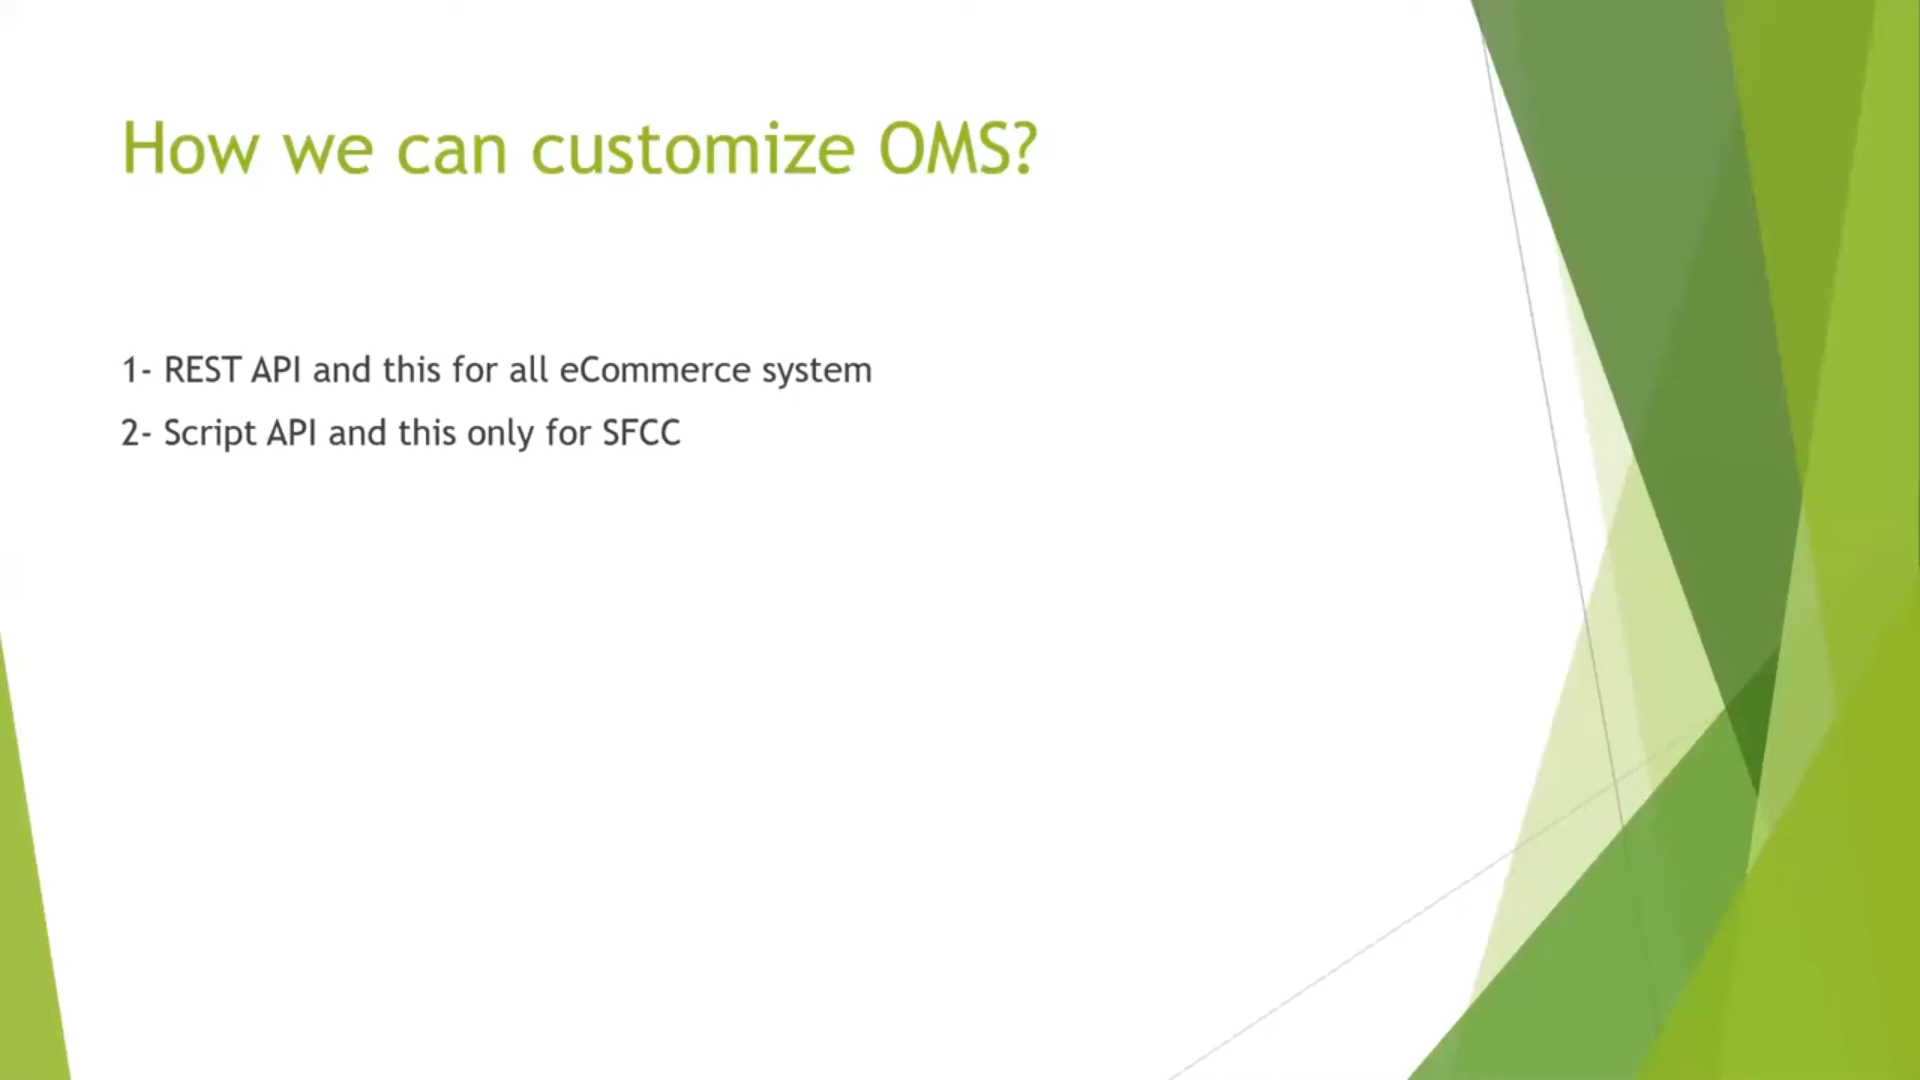 How we can customize OMS?
1- REST API and this for all eCommerce system
2- Script API and this only for SFCC